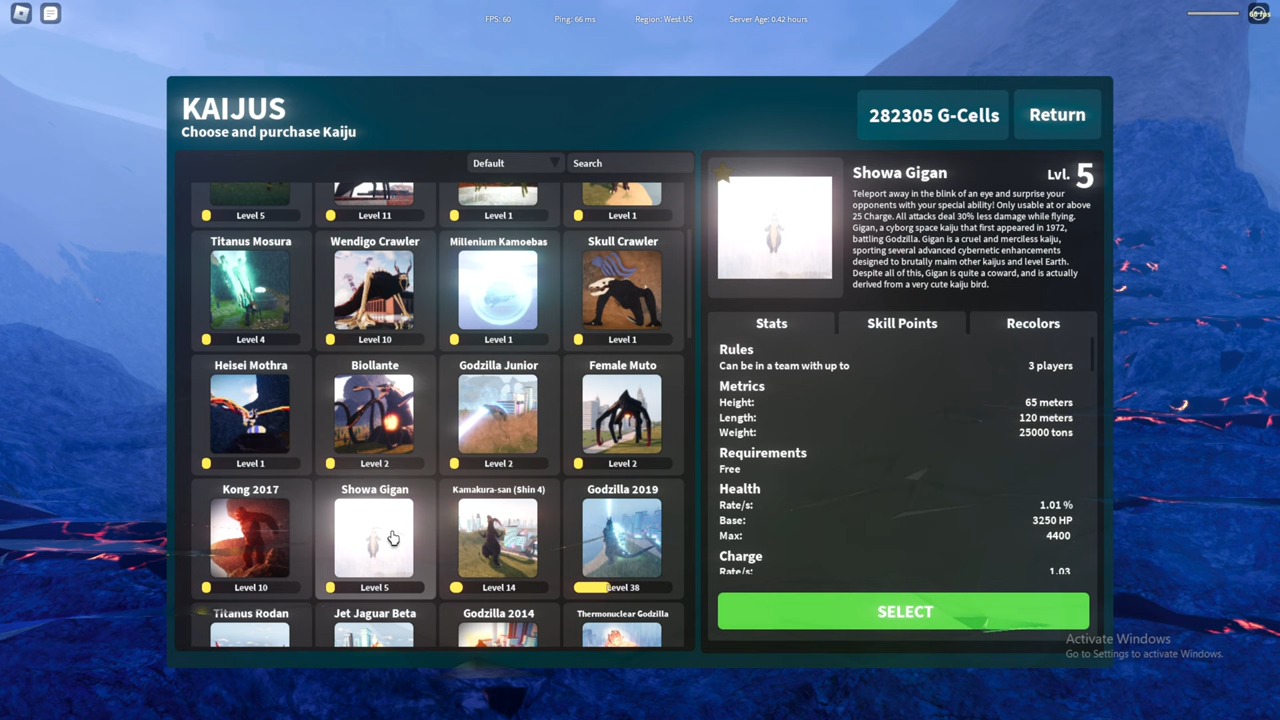 FPS: 60 Ping: 66 ms Region: West US Server Age: 0.42 hours
KAIJUS
Choose and purchase Kaiju
282305 G-Cells
Return
Default
Search
Level 5
Level 11
Level 1
Level 1
Titanus Mosura
Wendigo Crawler
Millenium Kamoebas
Skull Crawler
Level 4
Level 10
Level 1
Level 1
Heisei Mothra
Biollante
Godzilla Junior
Female Muto
Level 1
Level 2
Level 2
Level 2
Kong 2017
Showa Gigan
Kamakura-san (Shin 4)
Godzilla 2019
Level 10
Level 5
Level 14
Level 38
Titanus Rodan
Jet Jaguar Beta
Godzilla 2014
Thermonuclear Godzilla
Showa Gigan
Lvl. 5
Teleport away in the blink of an eye and surprise your
opponents with your special ability! Only usable at or above
25 Charge. All attacks deal 30% less damage while flying.
Gigan, a cyborg space kaiju that first appeared in 1972,
battling Godzilla. Gigan is a cruel and merciless kaiju,
sporting several advanced cybernetic enhancements
designed to brutally maim other kaijus and level Earth.
Despite all of this, Gigan is quite a coward, and is actually
derived from a very cute kaiju bird.
Stats
Skill Points
Recolors
Rules
Can be in a team with up to 3 players
Metrics
Height: 65 meters
Length: 120 meters
Weight: 25000 tons
Requirements
Free
Health
Rate/s: 1.01 %
Base: 3250 HP
Max: 4400
Charge
Rate/s: 1.03
SELECT
Activate Windows
Go to Settings to activate Windows.